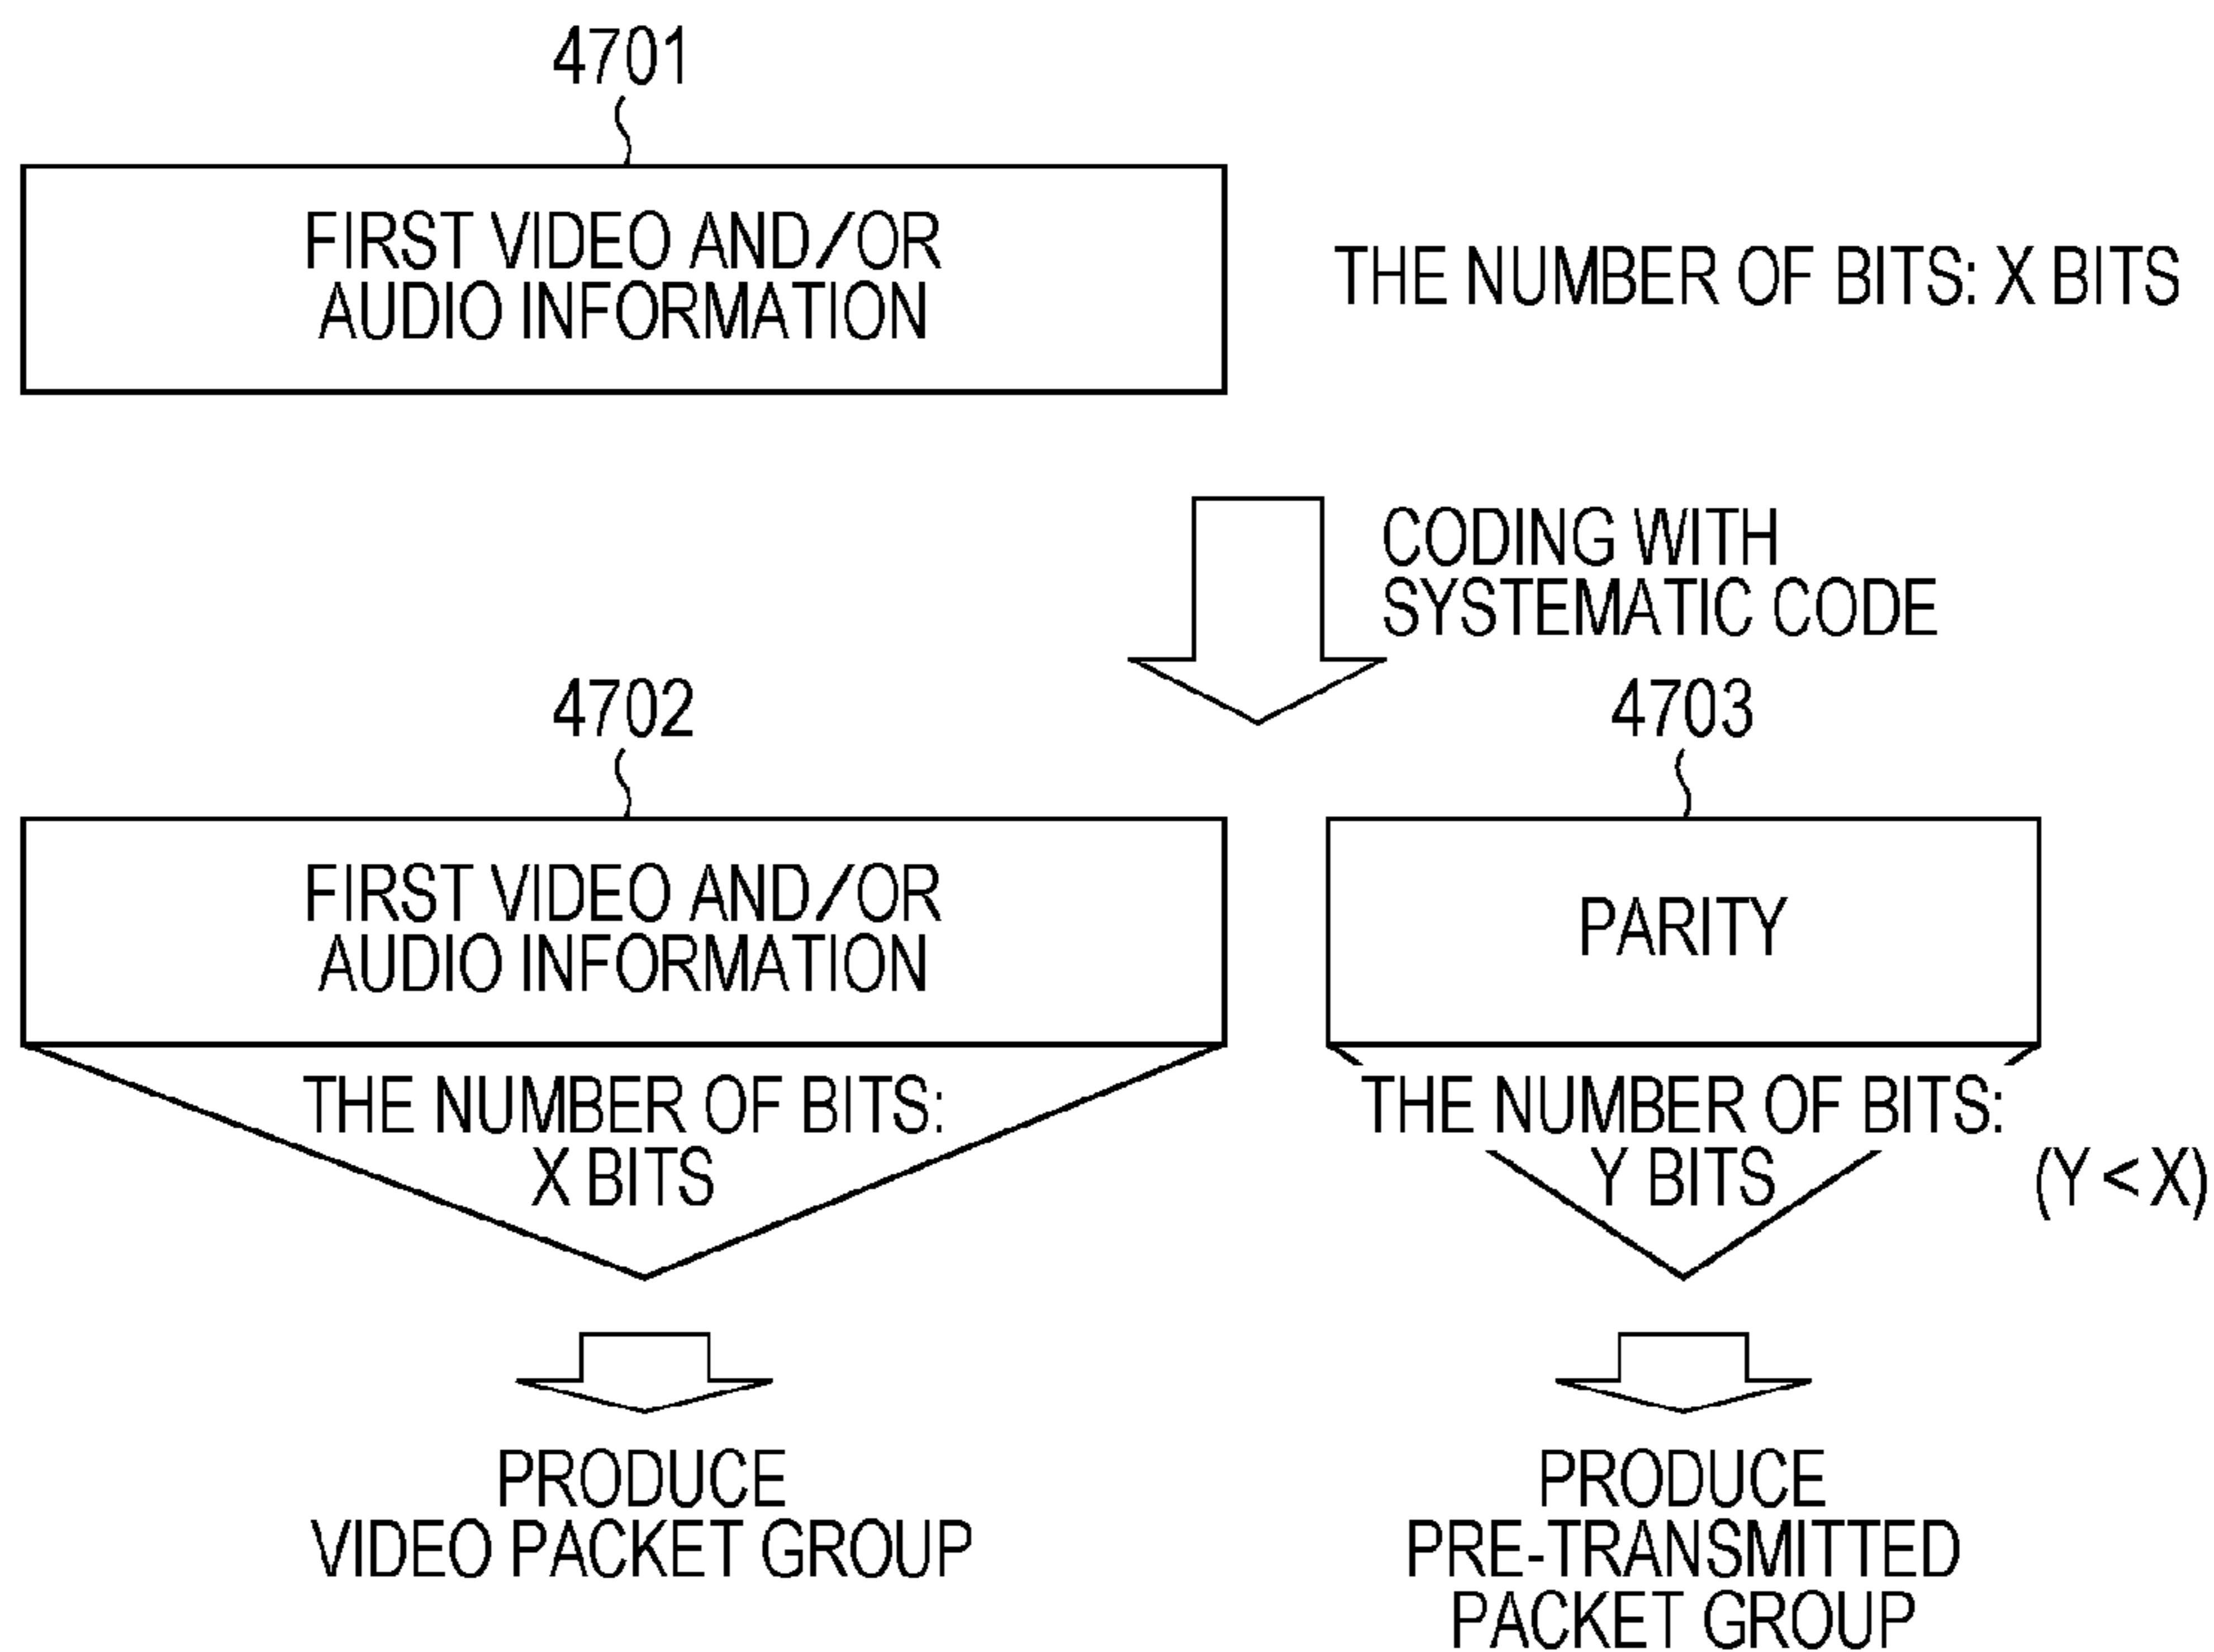 4701
FIRST VIDEO AND/OR
AUDIO INFORMATION
THE NUMBER OF BITS: X BITS
CODING WITH
SYSTEMATIC CODE
4702
4703
FIRST VIDEO AND/OR
AUDIO INFORMATION
PARITY
THE NUMBER OF BITS:
X BITS
THE NUMBER OF BITS:
Y BITS
(Y < X)
PRODUCE
VIDEO PACKET GROUP
PRODUCE
PRE-TRANSMITTED
PACKET GROUP